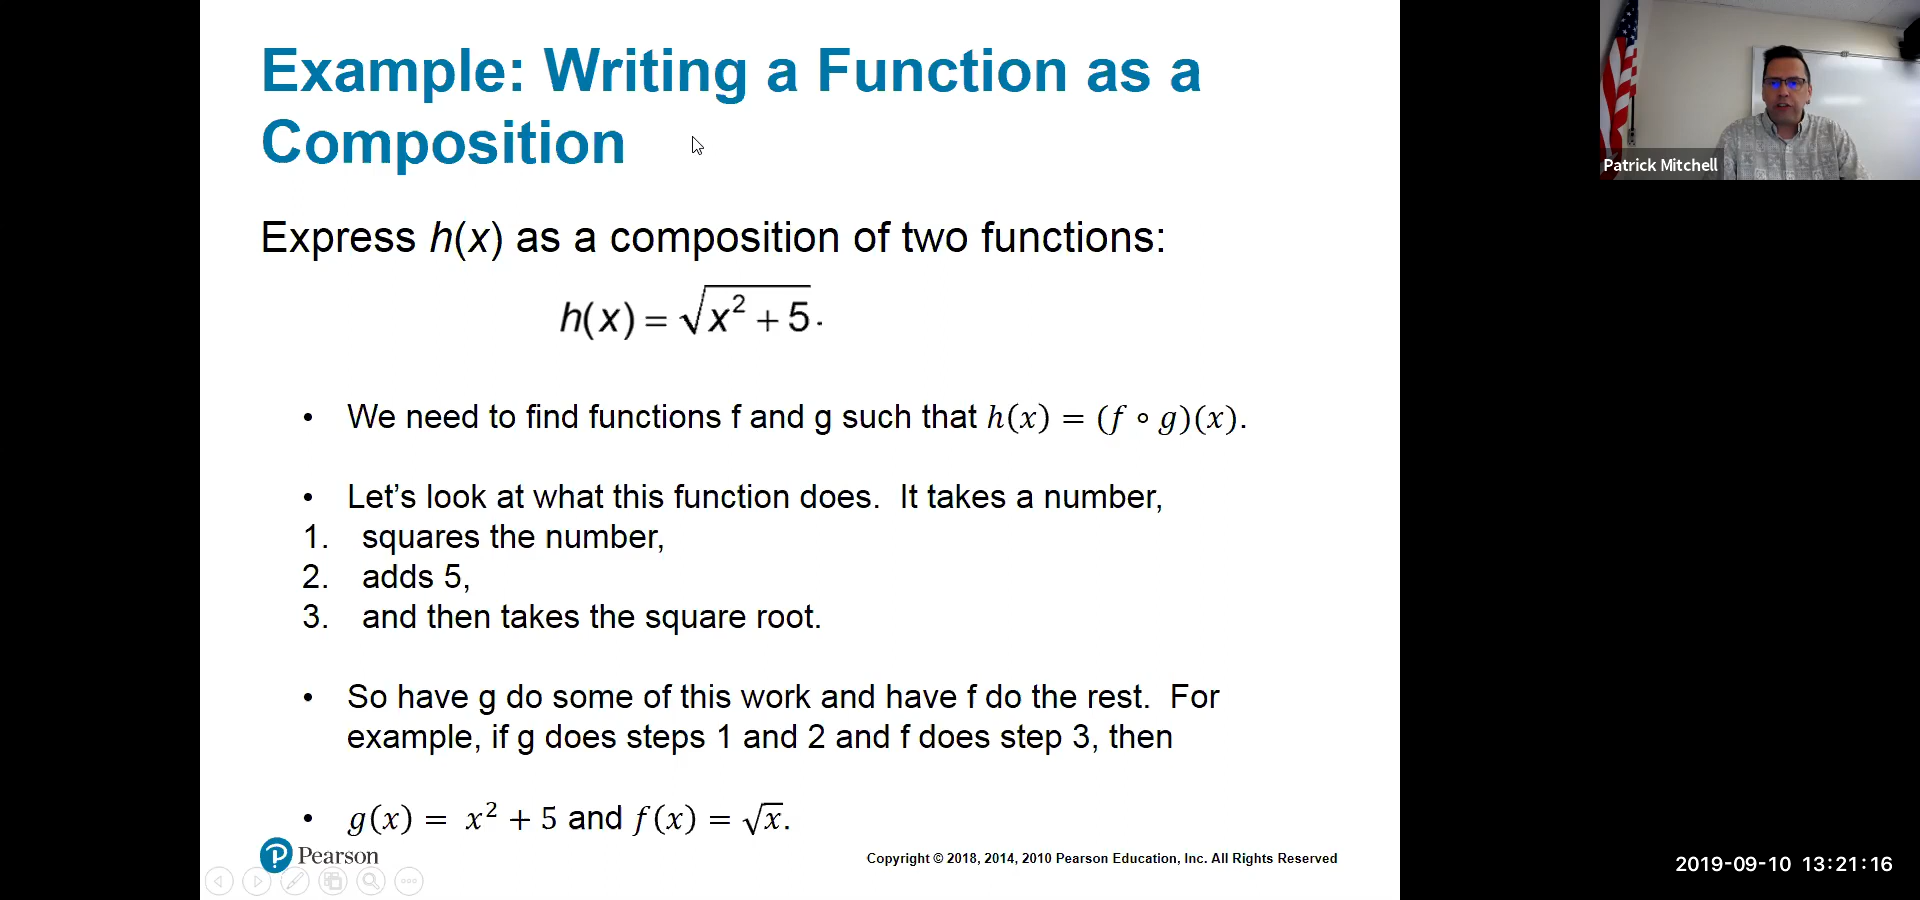 Example: Writing a Function as a
Composition
Express h(x) as a composition of two functions:
h(x) = √x² + 5.
• We need to find functions f and g such that h(x) = (f ∘ g)(x).
• Let’s look at what this function does. It takes a number,
1. squares the number,
2. adds 5,
3. and then takes the square root.
• So have g do some of this work and have f do the rest. For
example, if g does steps 1 and 2 and f does step 3, then
• g(x) = x² + 5 and f(x) = √x.
P Pearson
Copyright © 2018, 2014, 2010 Pearson Education, Inc. All Rights Reserved
Patrick Mitchell
2019-09-10 13:21:16